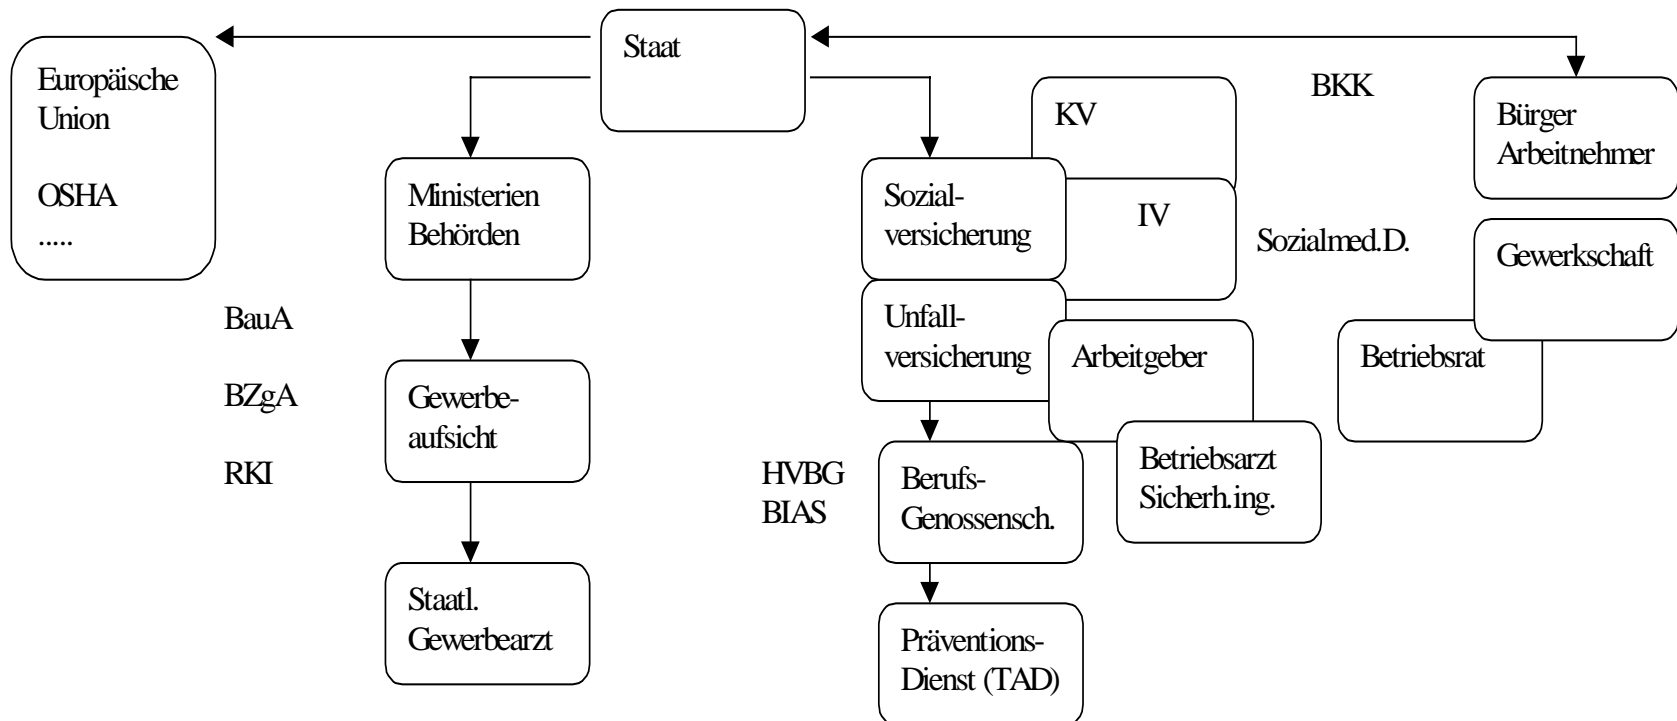 Staat
Europäische
Union
OSHA
.....
BKK
KV
Bürger
Arbeitnehmer
Ministerien
Behörden
Sozial-
versicherung
IV
Sozialmed.D.
Gewerkschaft
BauA
Unfall-
versicherung
Arbeitgeber
Betriebsrat
BZgA
Gewerbe-
aufsicht
Betriebsarzt
Sicherh.ing.
RKI
HVBG
BIAS
Berufs-
Genossensch.
Staatl.
Gewerbearzt
Präventions-
Dienst (TAD)